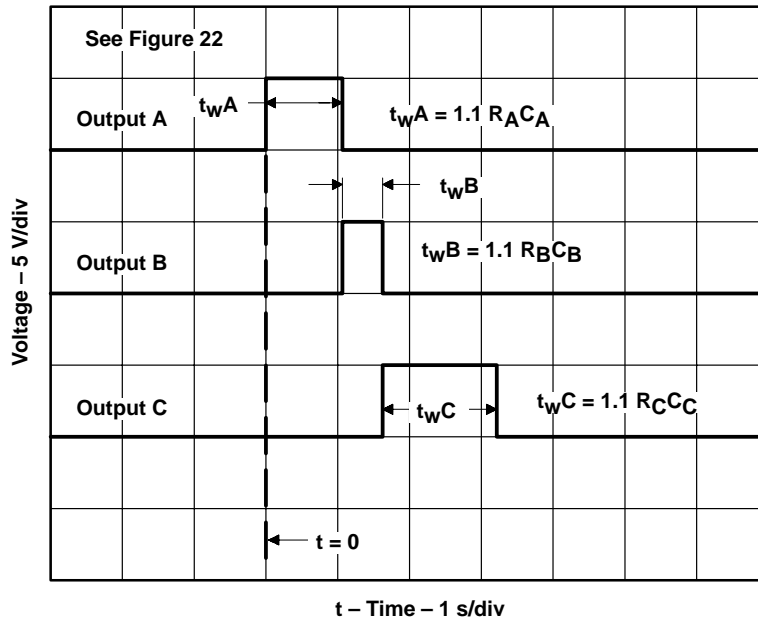 See Figure 22
Output A
twA
twA = 1.1 RACA
twB
Output B
twB = 1.1 RBCB
Output C
twC
twC = 1.1 RCCC
t = 0
Voltage – 5 V/div
t – Time – 1 s/div